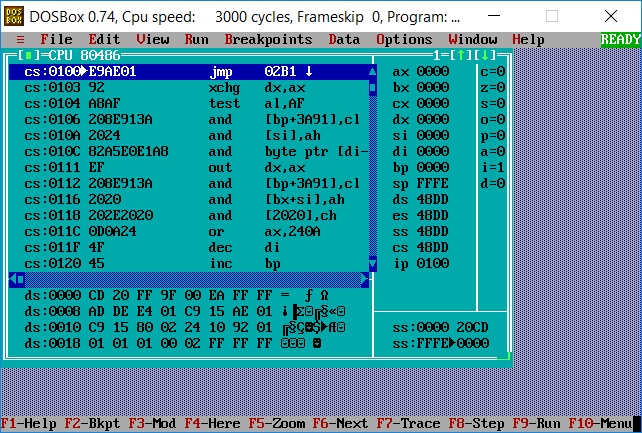 DOSBox 0.74, Cpu speed: 3000 cycles, Frameskip 0, Program: ...
≡ File Edit View Run Breakpoints Data Options Window Help READY
[■]-CPU 80486 1-[↑][↓]
cs:0100►E9AE01 jmp 02B1 ↓ ax 0000 c=0
cs:0103 92 xchg dx,ax bx 0000 z=0
cs:0104 A8AF test al,AF cx 0000 s=0
cs:0106 208E913A and [bp+3A91],cl dx 0000 o=0
cs:010A 2024 and [si],ah si 0000 p=0
cs:010C 82A5E0E1A8 and byte ptr [di- di 0000 a=0
cs:0111 EF out dx,ax bp 0000 i=1
cs:0112 208E913A and [bp+3A91],cl sp FFFE d=0
cs:0116 2020 and [bx+si],ah ds 48DD
cs:0118 202E2020 and [2020],ch es 48DD
cs:011C 0D0A24 or ax,240A ss 48DD
cs:011F 4F dec di cs 48DD
cs:0120 45 inc bp ip 0100
ds:0000 CD 20 FF 9F 00 EA FF FF = ƒ Ω
ds:0008 AD DE E4 01 C9 15 AE 01 ¡▐Σ☺╔§«☺
ds:0010 C9 15 80 02 24 10 92 01 ╔§Ç☻$►Æ☺ ss:0000 20CD
ds:0018 01 01 01 00 02 FF FF FF ☺☺☺ ☻ ss:FFFE►0000
F1-Help F2-Bkpt F3-Mod F4-Here F5-Zoom F6-Next F7-Trace F8-Step F9-Run F10-Menu